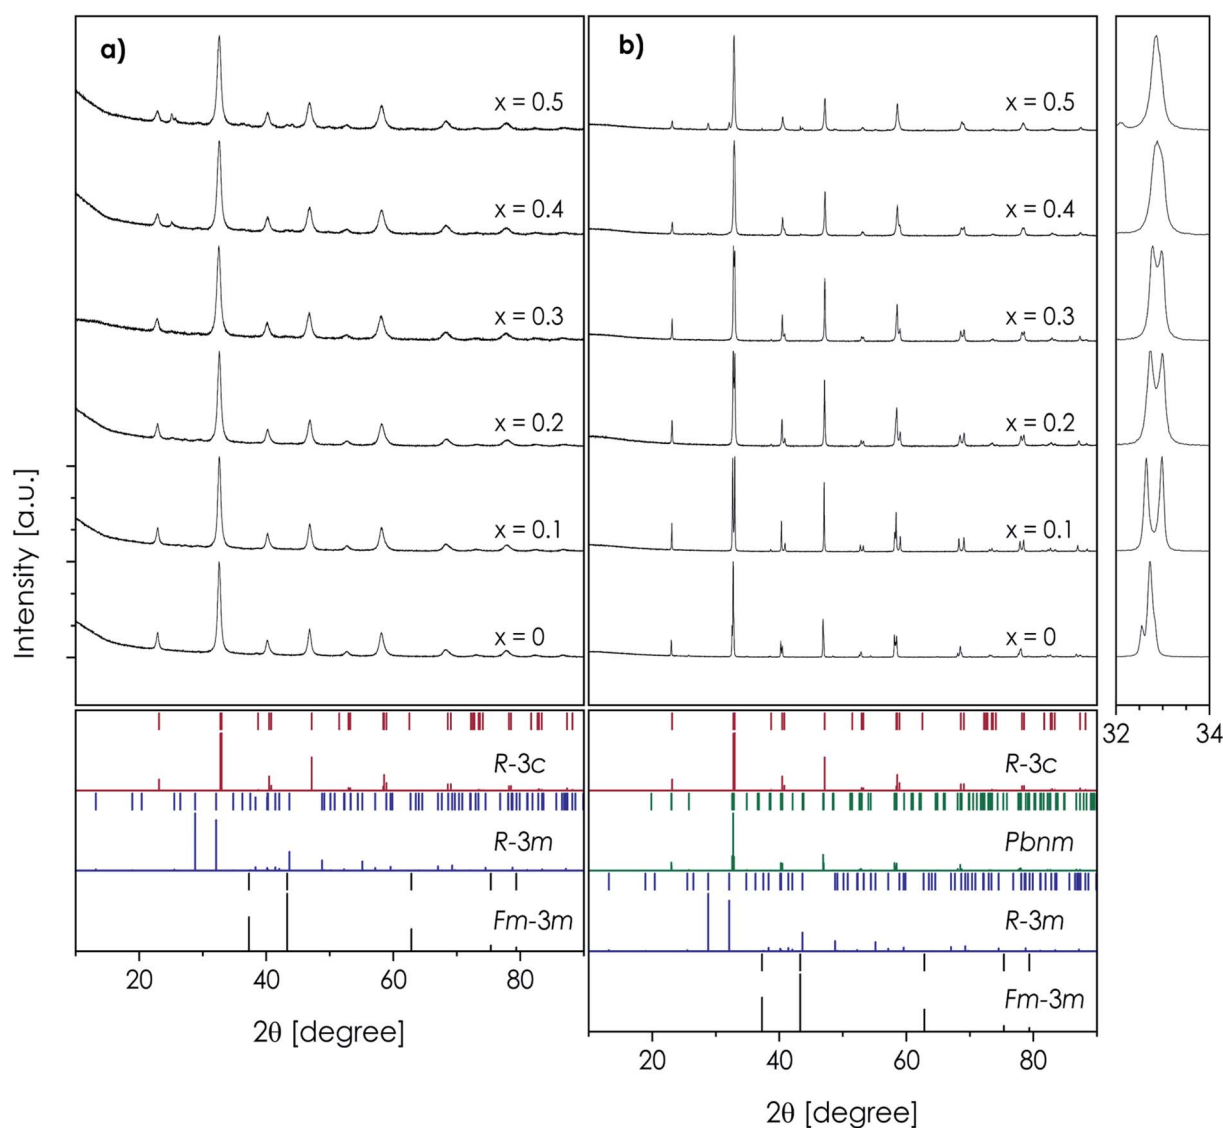 a)
x = 0.5
x = 0.4
x = 0.3
x = 0.2
x = 0.1
x = 0
Intensity [a.u.]
R-3c
R-3m
Fm-3m
20 40 60 80
2θ [degree]
b)
x = 0.5
x = 0.4
x = 0.3
x = 0.2
x = 0.1
x = 0
R-3c
Pbnm
R-3m
Fm-3m
20 40 60 80
2θ [degree]
32 34